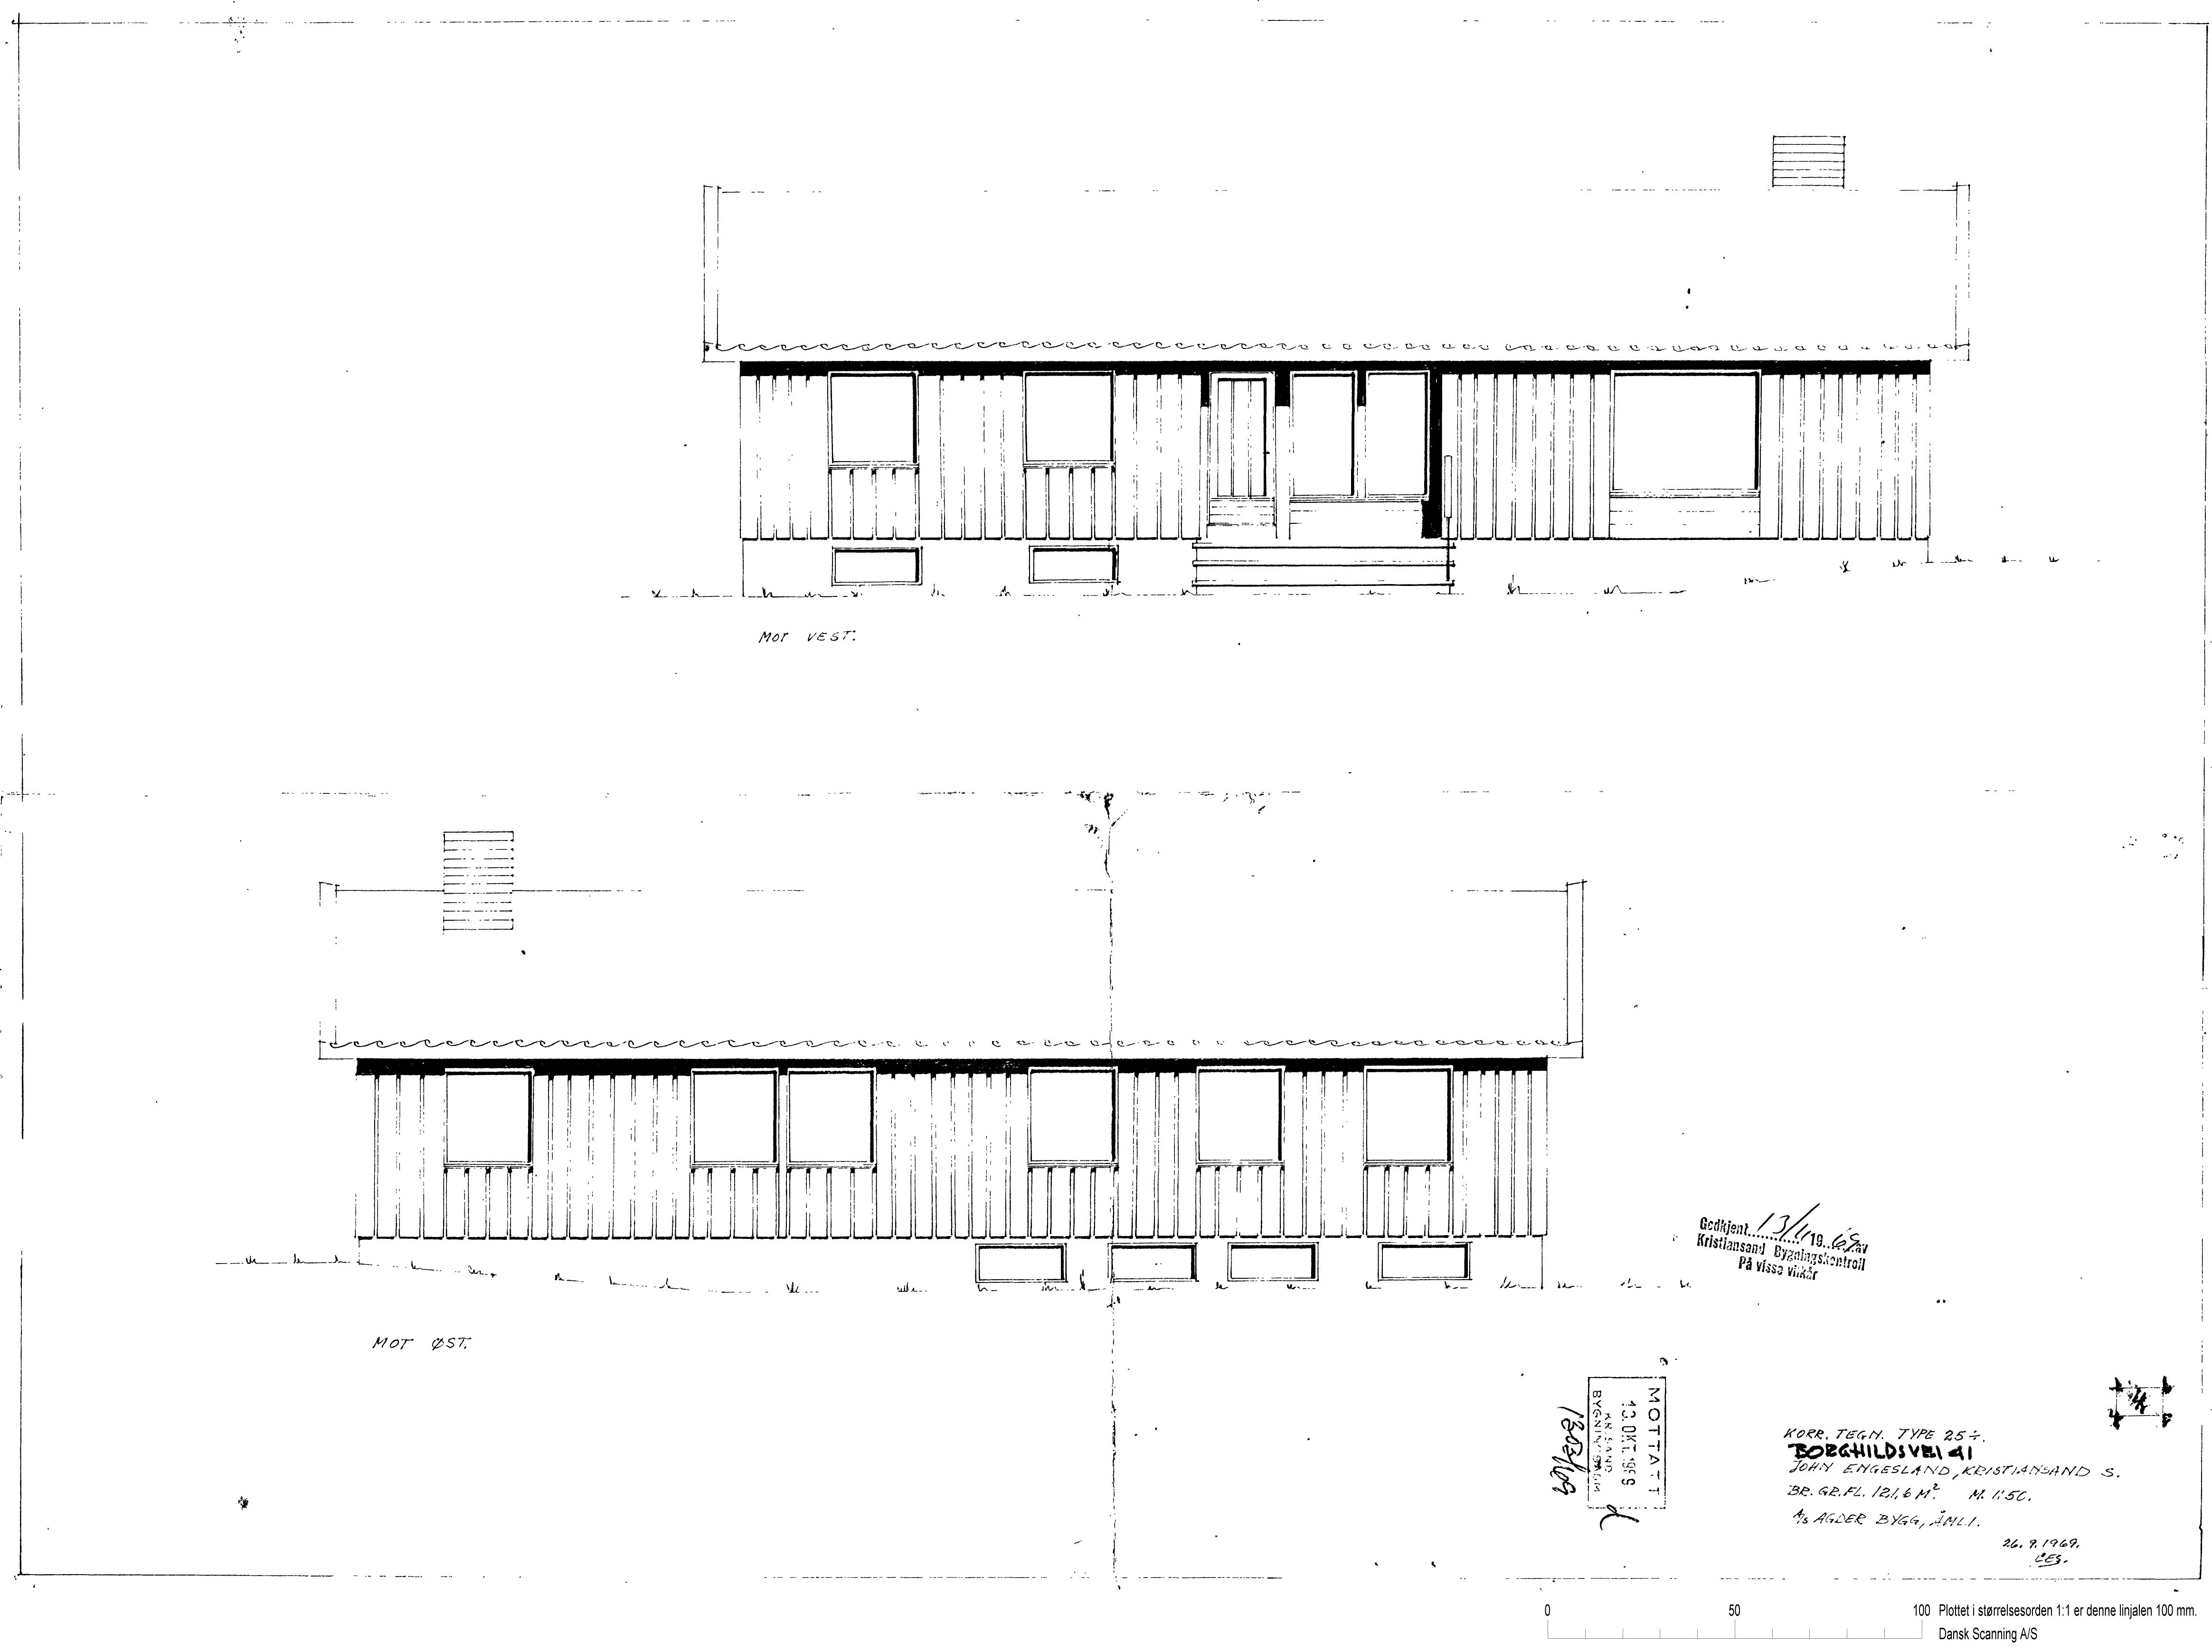 MOT VEST.
MOT ØST.
Godkjent 13/11 1969 av
Kristiansand Bygningskontroll
På visse vilkår
MOTTATT
13.OKT.1969
KR.SAND
1303/69
KORR. TEGN. TYPE 25÷.
BORGHILDSVEI 41
JOHN ENGESLAND, KRISTIANSAND S.
BR. GR. FL. 121,6 M². M. 1:50.
A/S AGDER BYGG, ÅMLI.
26.9.1969.
CES.
0 50 100 Plottet i størrelsesorden 1:1 er denne linjalen 100 mm.
Dansk Scanning A/S